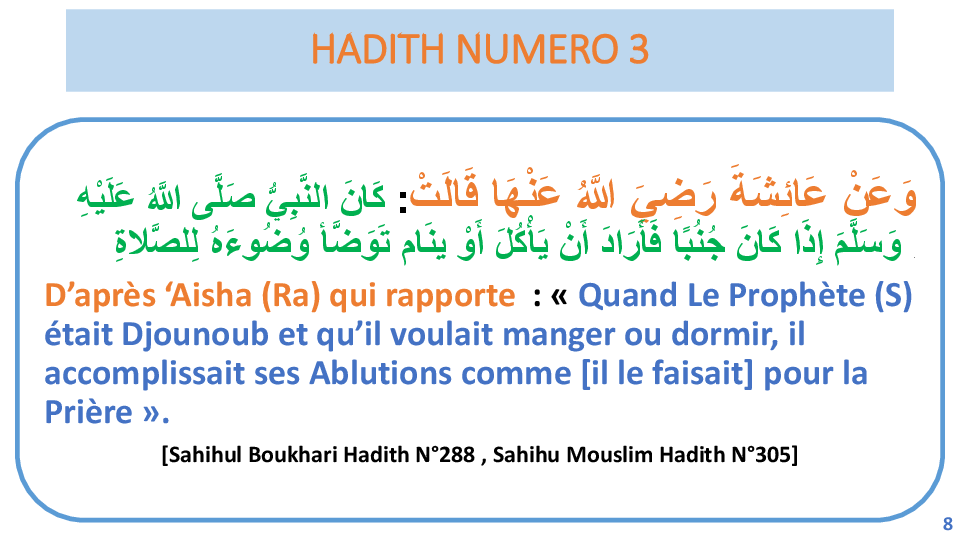 HADITH NUMERO 3
وَعَنْ عَائِشَةَ رَضِيَ اللَّهُ عَنْهَا قَالَتْ: كَانَ النَّبِيُّ صَلَّى اللَّهُ عَلَيْهِ
وَسَلَّمَ إِذَا كَانَ جُنُبًا فَأَرَادَ أَنْ يَأْكُلَ أَوْ يَنَام تَوَضَّأ وُضُوءَهُ لِلصَّلاةِ .
D’après ‘Aisha (Ra) qui rapporte : « Quand Le Prophète (S)
était Djounoub et qu’il voulait manger ou dormir, il
accomplissait ses Ablutions comme [il le faisait] pour la
Prière ».
[Sahihul Boukhari Hadith N°288 , Sahihu Mouslim Hadith N°305]
8